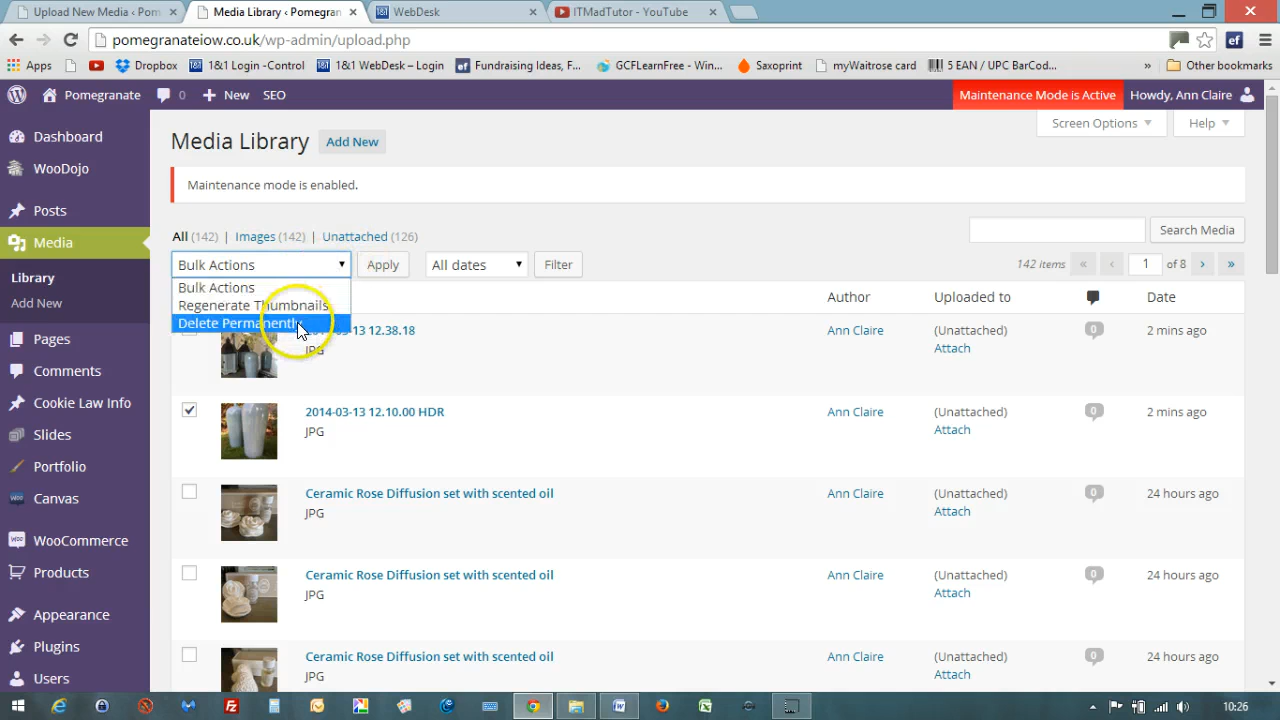 Upload New Media ‹ Pom
Media Library ‹ Pomegran
WebDesk
ITMadTutor - YouTube
pomegranateiow.co.uk/wp-admin/upload.php
Apps
Dropbox
1&1 Login -Control
1&1 WebDesk – Login
Fundraising Ideas, F...
GCFLearnFree - Win...
Saxoprint
myWaitrose card
5 EAN / UPC BarCod...
»
Other bookmarks
Pomegranate
0
New
SEO
Maintenance Mode is Active
Howdy, Ann Claire
Dashboard
WooDojo
Posts
Media
Library
Add New
Pages
Comments
Cookie Law Info
Slides
Portfolio
Canvas
WooCommerce
Products
Appearance
Plugins
Users
Media Library
Add New
Screen Options
Help
Maintenance mode is enabled.
All (142) | Images (142) | Unattached (126)
Search Media
Bulk Actions
Apply
All dates
Filter
142 items « ‹ 1 of 8 › »
Bulk Actions
Regenerate Thumbnails
Delete Permanently
Author
Uploaded to
Date
12.38.18
JPG
Ann Claire
(Unattached)
Attach
0
2 mins ago
2014-03-13 12.10.00 HDR
JPG
Ann Claire
(Unattached)
Attach
0
2 mins ago
Ceramic Rose Diffusion set with scented oil
JPG
Ann Claire
(Unattached)
Attach
0
24 hours ago
Ceramic Rose Diffusion set with scented oil
JPG
Ann Claire
(Unattached)
Attach
0
24 hours ago
Ceramic Rose Diffusion set with scented oil
JPG
Ann Claire
(Unattached)
Attach
0
24 hours ago
10:26